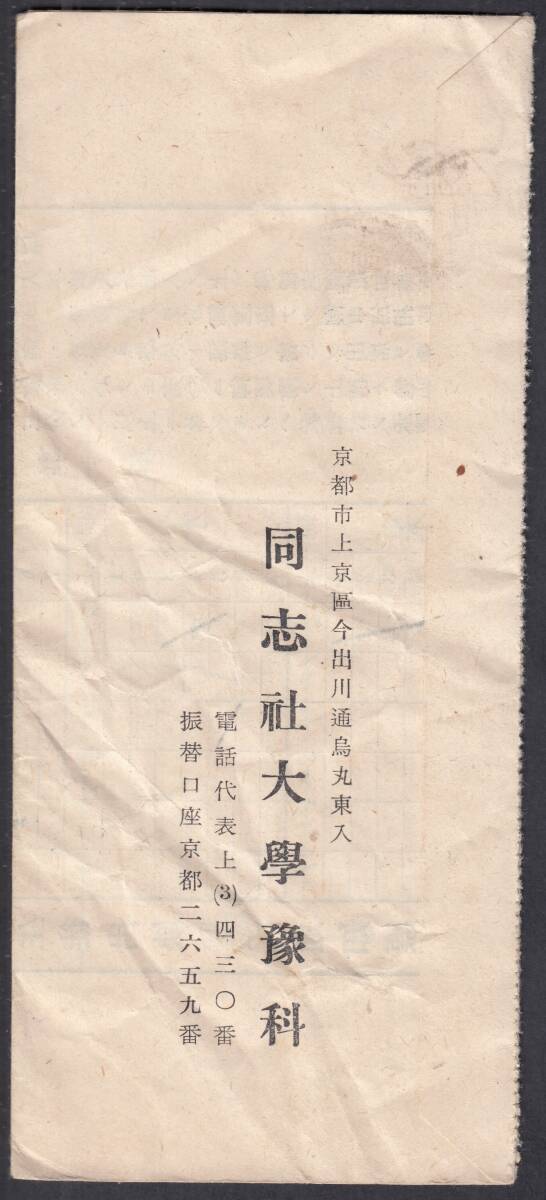 京都市上京區今出川通烏丸東入
同志社大學豫科
電話代表上(3)四三〇番
振替口座京都二六五九番